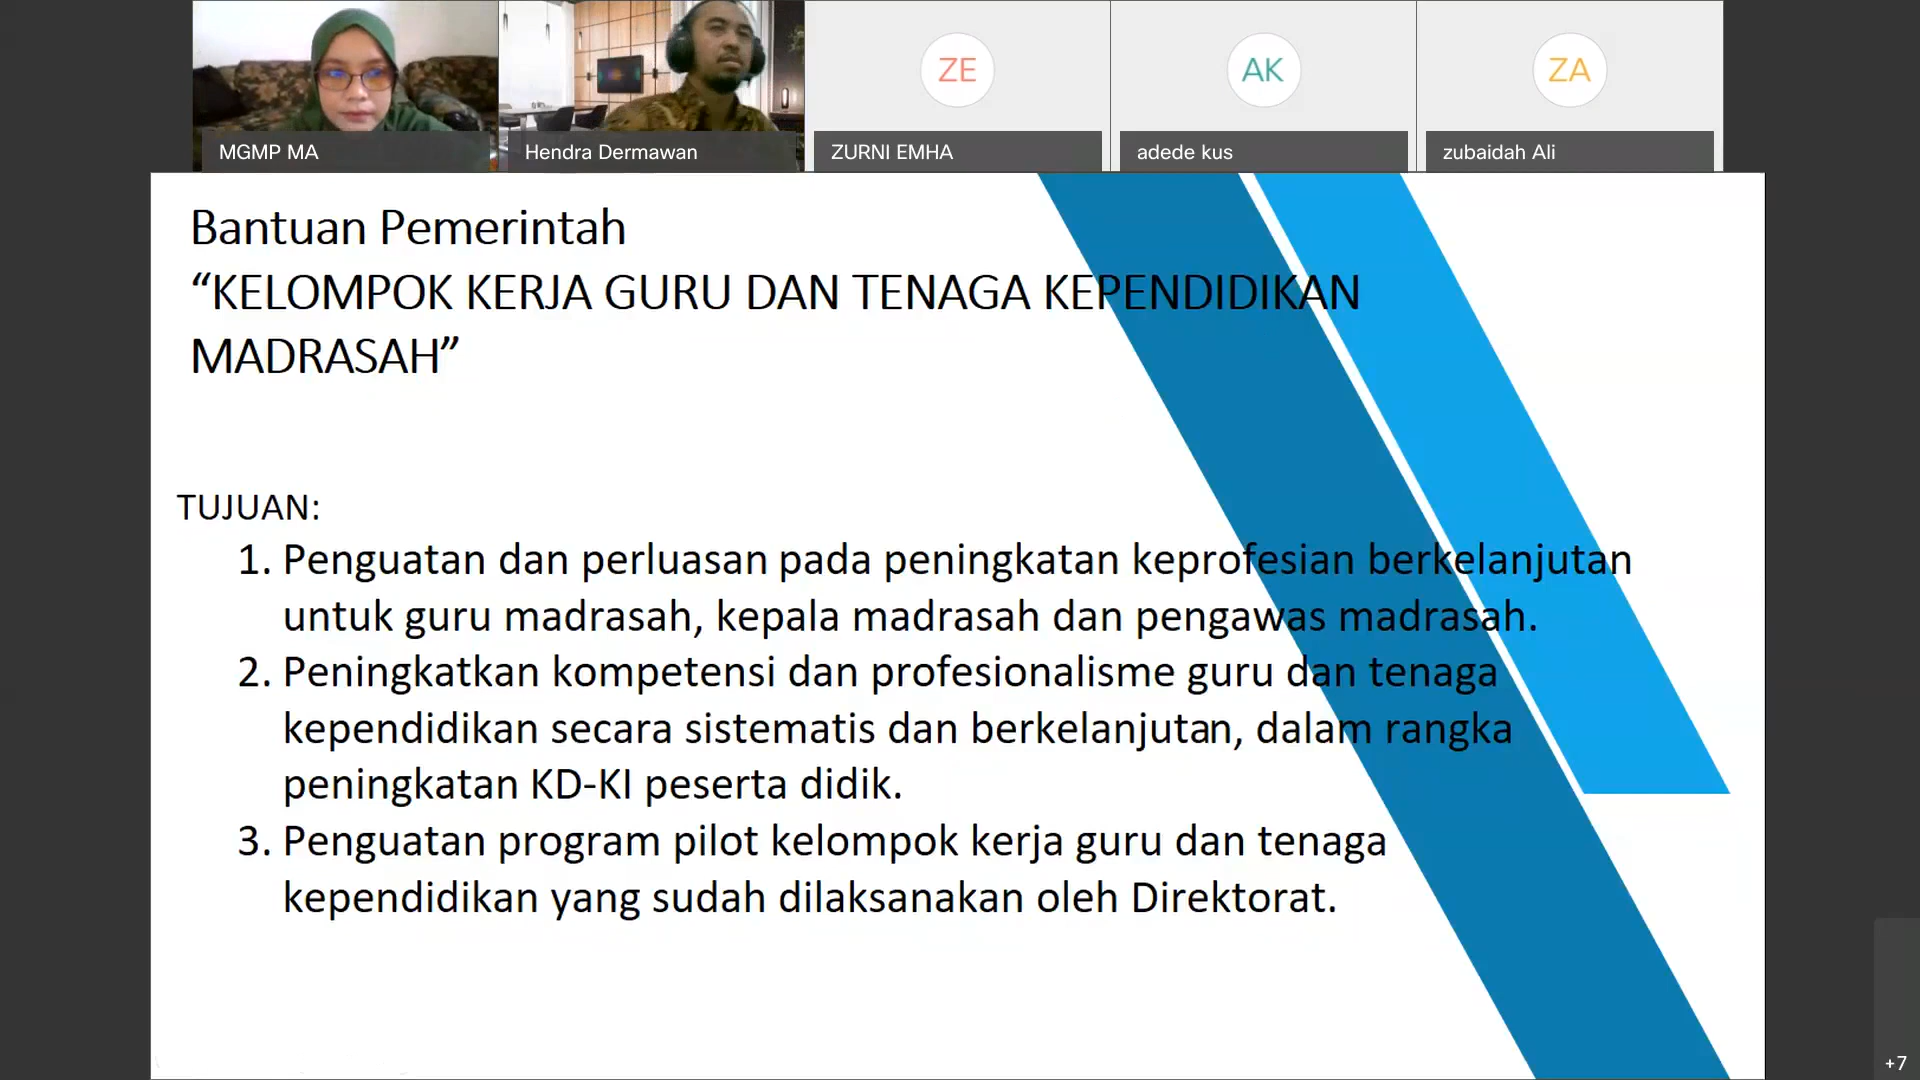 ZE
AK
ZA
MGMP MA
Hendra Dermawan
ZURNI EMHA
adede kus
zubaidah Ali
Bantuan Pemerintah
“KELOMPOK KERJA GURU DAN TENAGA KEPENDIDIKAN
MADRASAH”
TUJUAN:
1. Penguatan dan perluasan pada peningkatan keprofesian berkelanjutan
untuk guru madrasah, kepala madrasah dan pengawas madrasah.
2. Peningkatkan kompetensi dan profesionalisme guru dan tenaga
kependidikan secara sistematis dan berkelanjutan, dalam rangka
peningkatan KD-KI peserta didik.
3. Penguatan program pilot kelompok kerja guru dan tenaga
kependidikan yang sudah dilaksanakan oleh Direktorat.
+7